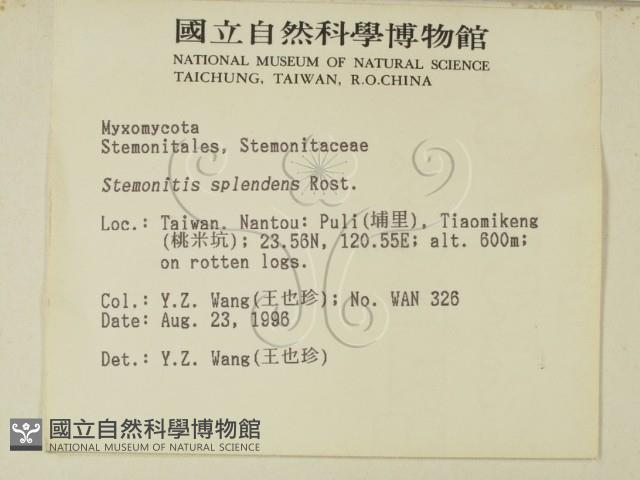 國立自然科學博物館
NATIONAL MUSEUM OF NATURAL SCIENCE
TAICHUNG, TAIWAN, R.O.CHINA
Myxomycota
Stemonitales, Stemonitaceae
Stemonitis splendens Rost.
Loc.: Taiwan. Nantou: Puli(埔里), Tiaomikeng
(桃米坑); 23.56N, 120.55E; alt. 600m;
on rotten logs.
Col.: Y.Z. Wang(王也珍); No. WAN 326
Date: Aug. 23, 1996
Det.: Y.Z. Wang(王也珍)
國立自然科學博物館
NATIONAL MUSEUM OF NATURAL SCIENCE